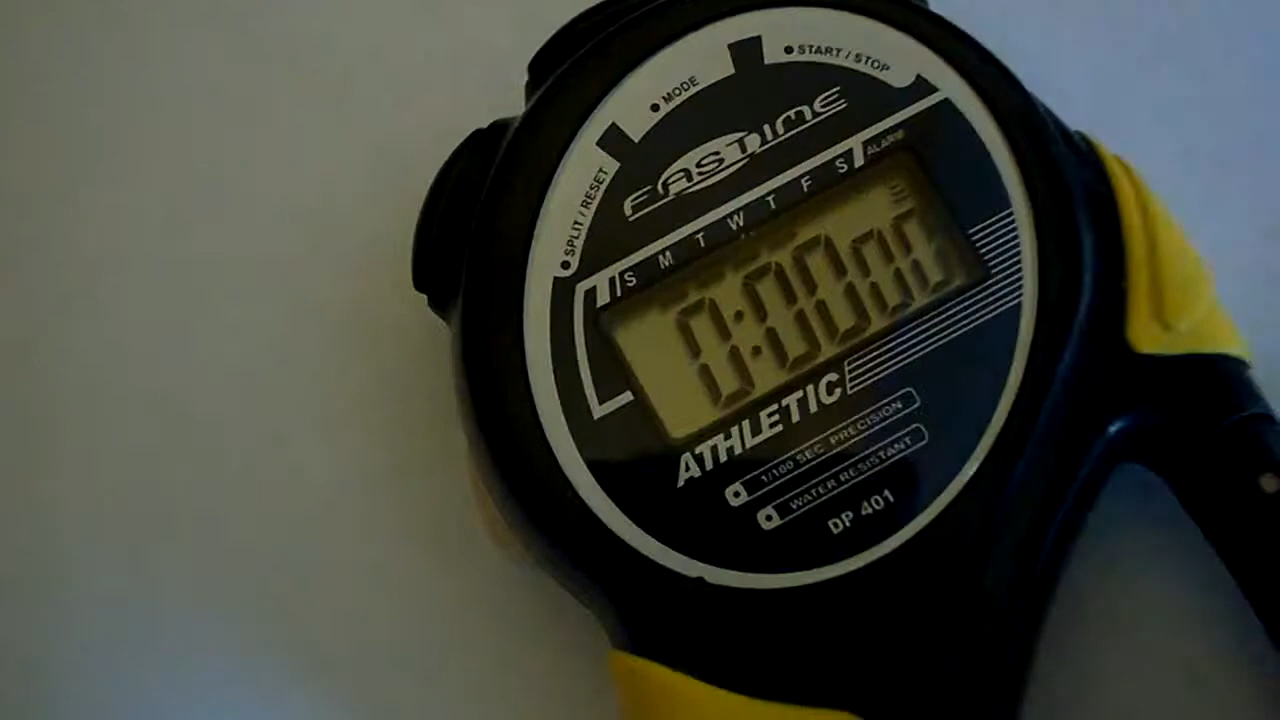 START / STOP
MODE
SPLIT / RESET
FASTIME
ALARM
S M T W T F S
0:00 00
ATHLETIC
1/100 SEC. PRECISION
WATER RESISTANT
DP 401